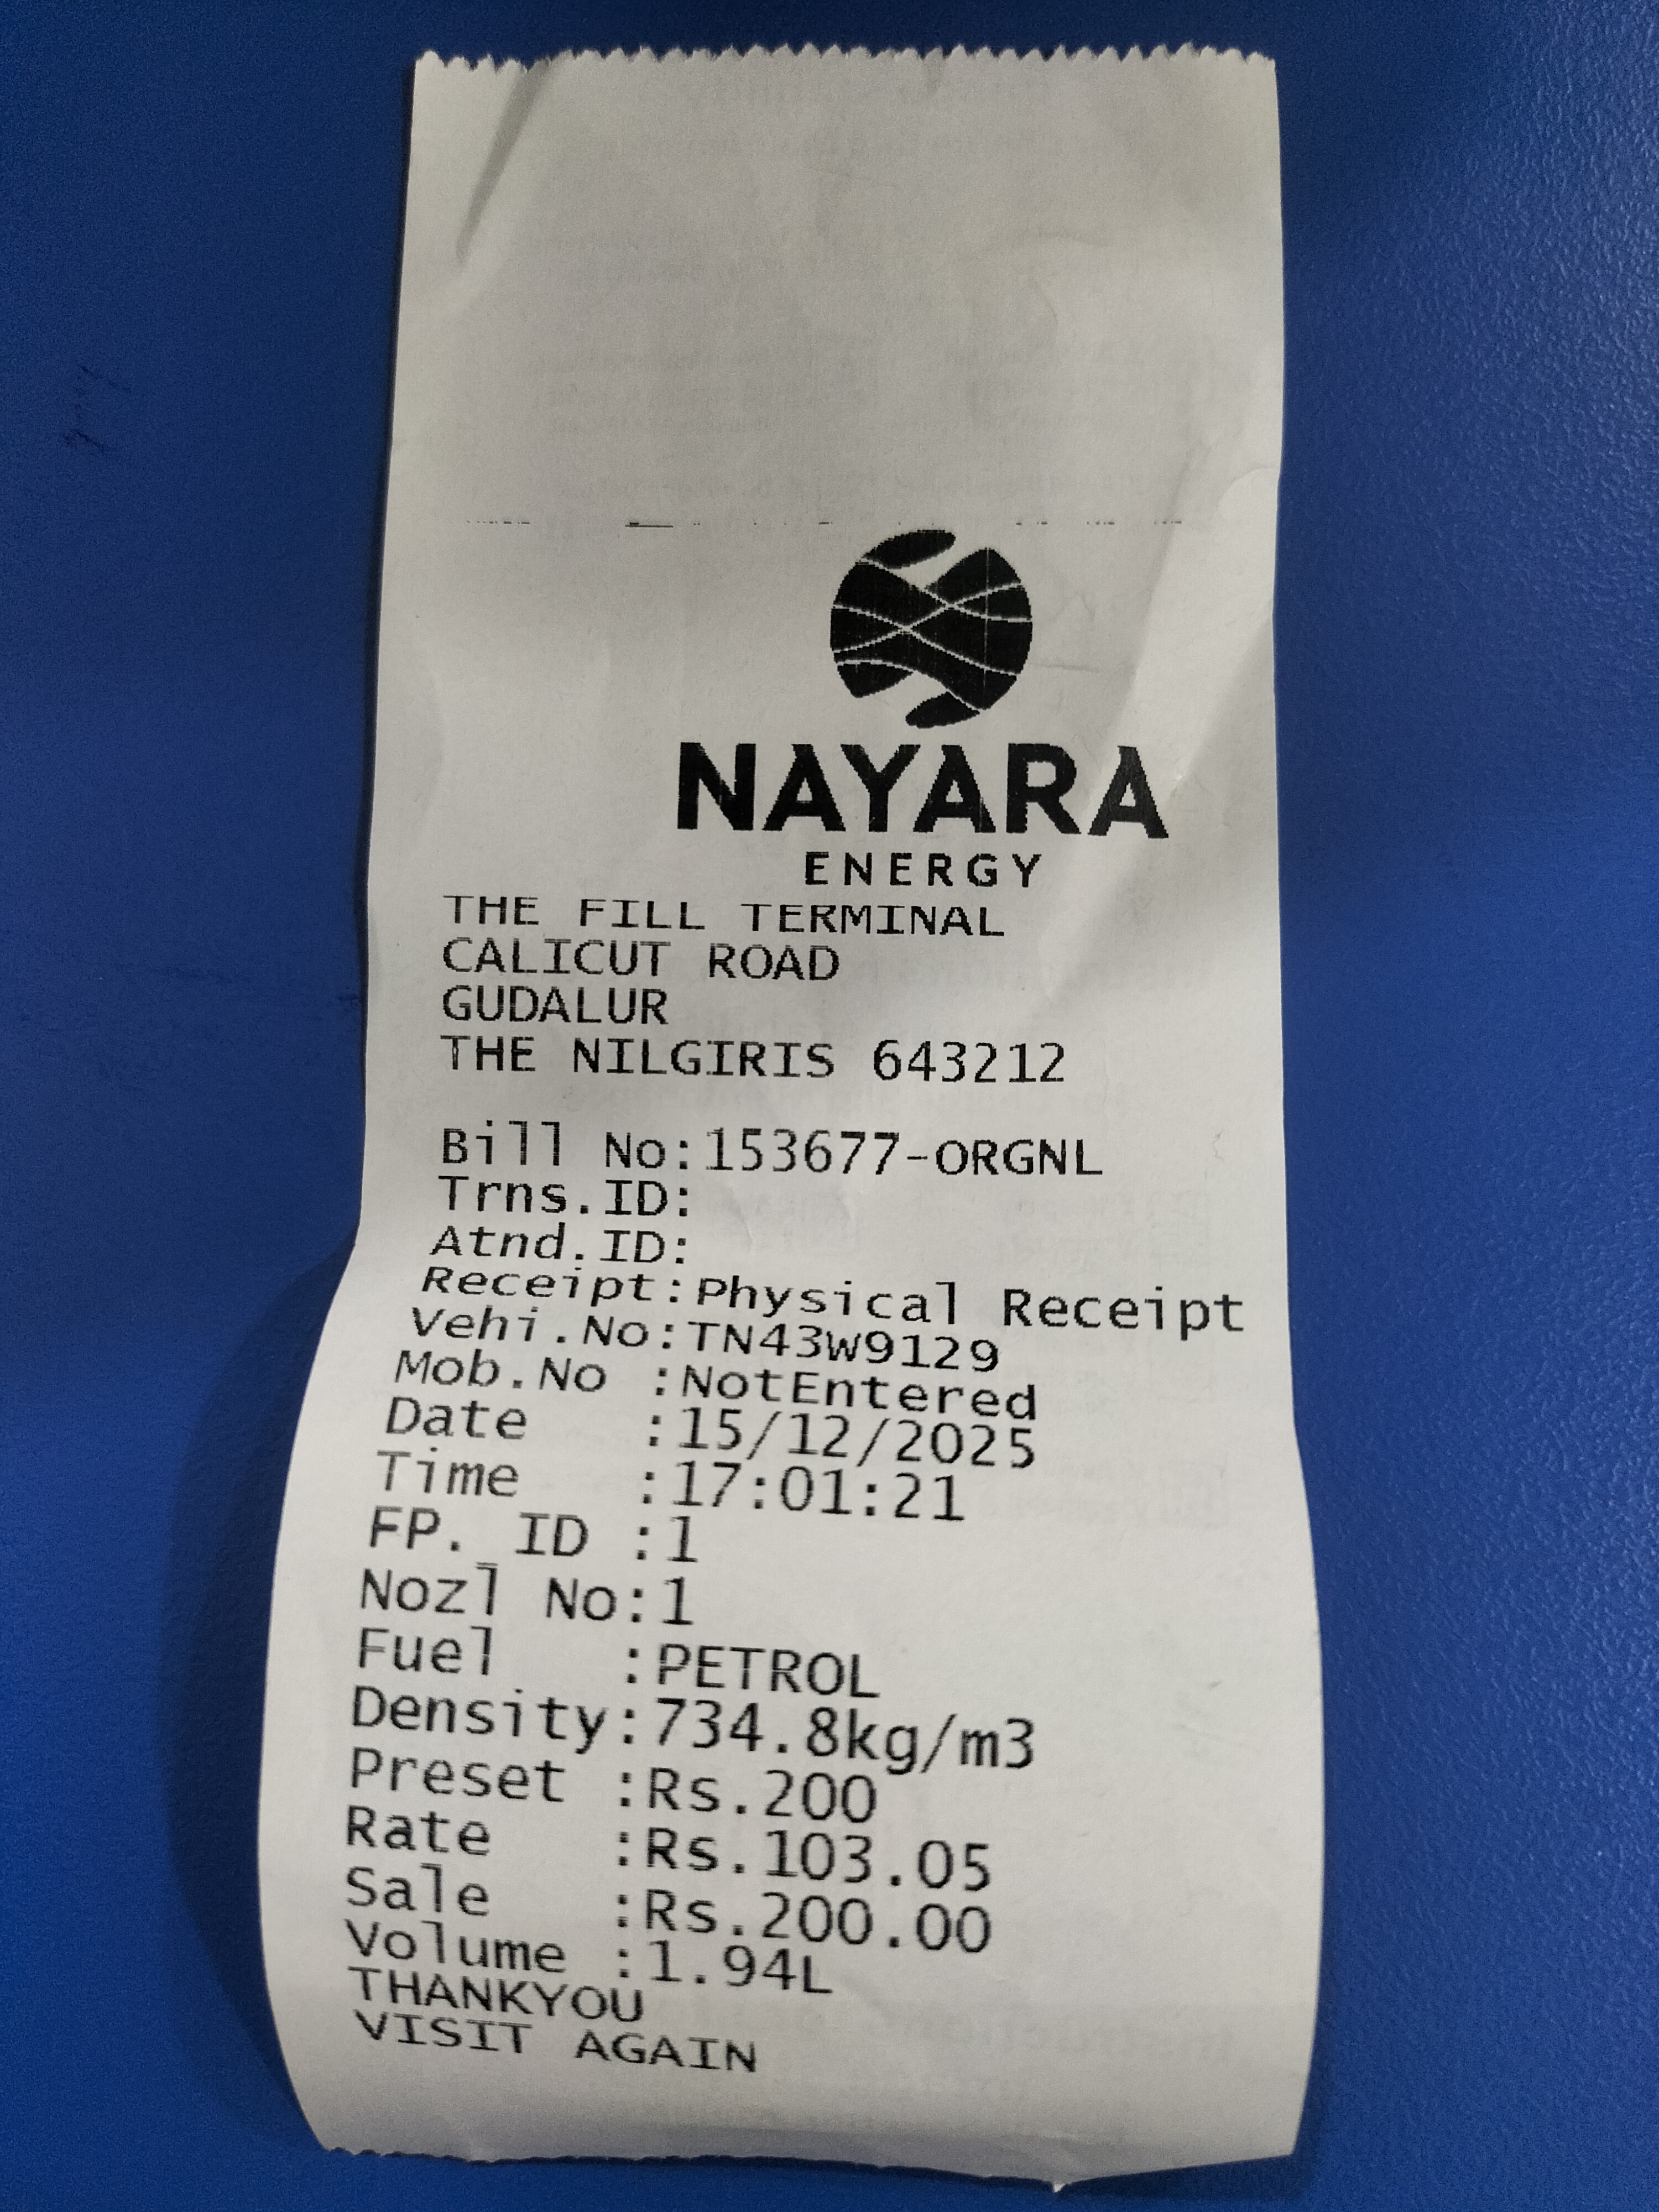 NAYARA
ENERGY
THE FILL TERMINAL
CALICUT ROAD
GUDALUR
THE NILGIRIS 643212
Bill No:153677-ORGNL
Trns.ID:
Atnd.ID:
Receipt:Physical Receipt
Vehi.No:TN43W9129
Mob.No :NotEntered
Date :15/12/2025
Time :17:01:21
FP. ID :1
Nozl No:1
Fuel :PETROL
Density:734.8kg/m3
Preset :Rs.200
Rate :Rs.103.05
Sale :Rs.200.00
Volume :1.94L
THANKYOU
VISIT AGAIN